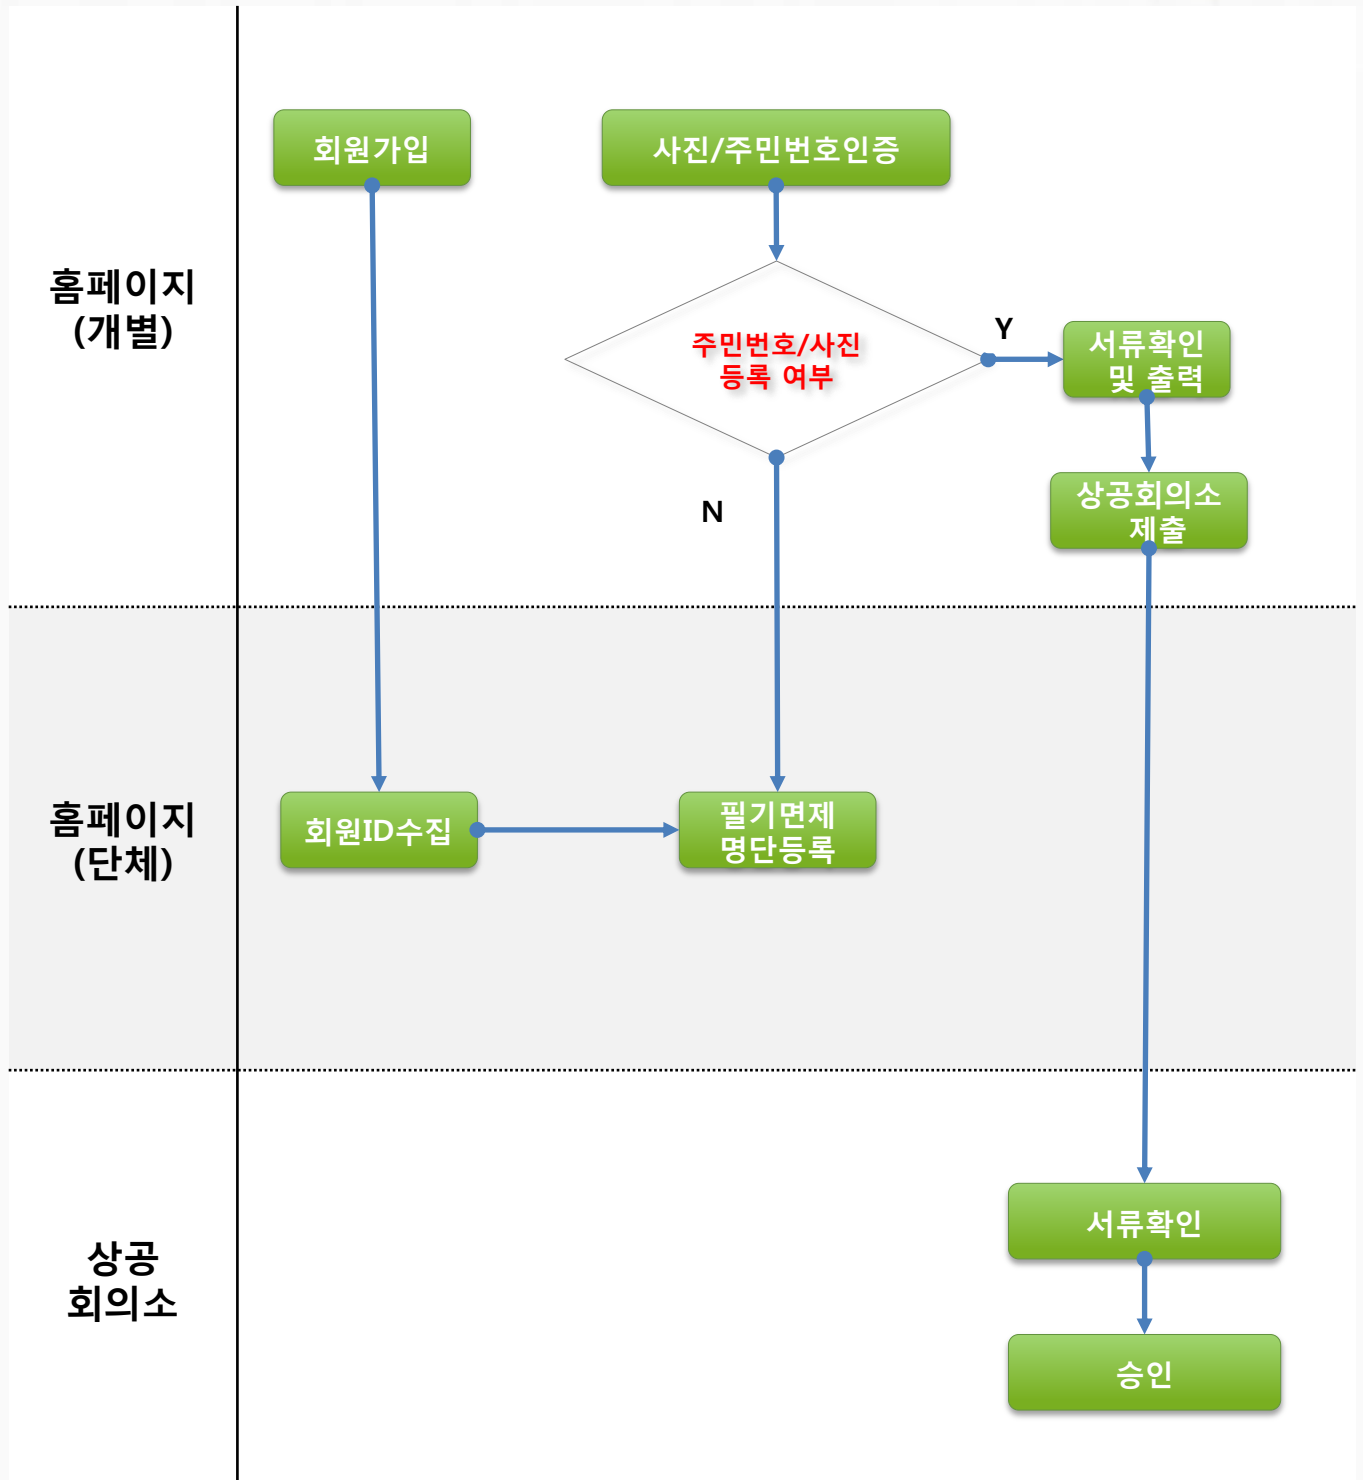 회원가입
사진/주민번호인증
홈페이지
(개별)
주민번호/사진
등록 여부
Y
서류확인
및 출력
N
상공회의소
제출
홈페이지
(단체)
회원ID수집
필기면제
명단등록
상공
회의소
서류확인
승인